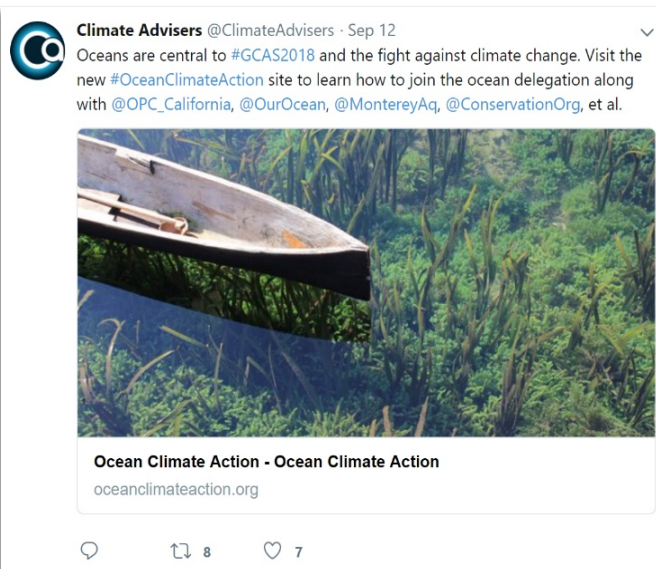 Climate Advisers @ClimateAdvisers · Sep 12
Oceans are central to #GCAS2018 and the fight against climate change. Visit the
new #OceanClimateAction site to learn how to join the ocean delegation along
with @OPC_California, @OurOcean, @MontereyAq, @ConservationOrg, et al.
Ocean Climate Action - Ocean Climate Action
oceanclimateaction.org
8 7